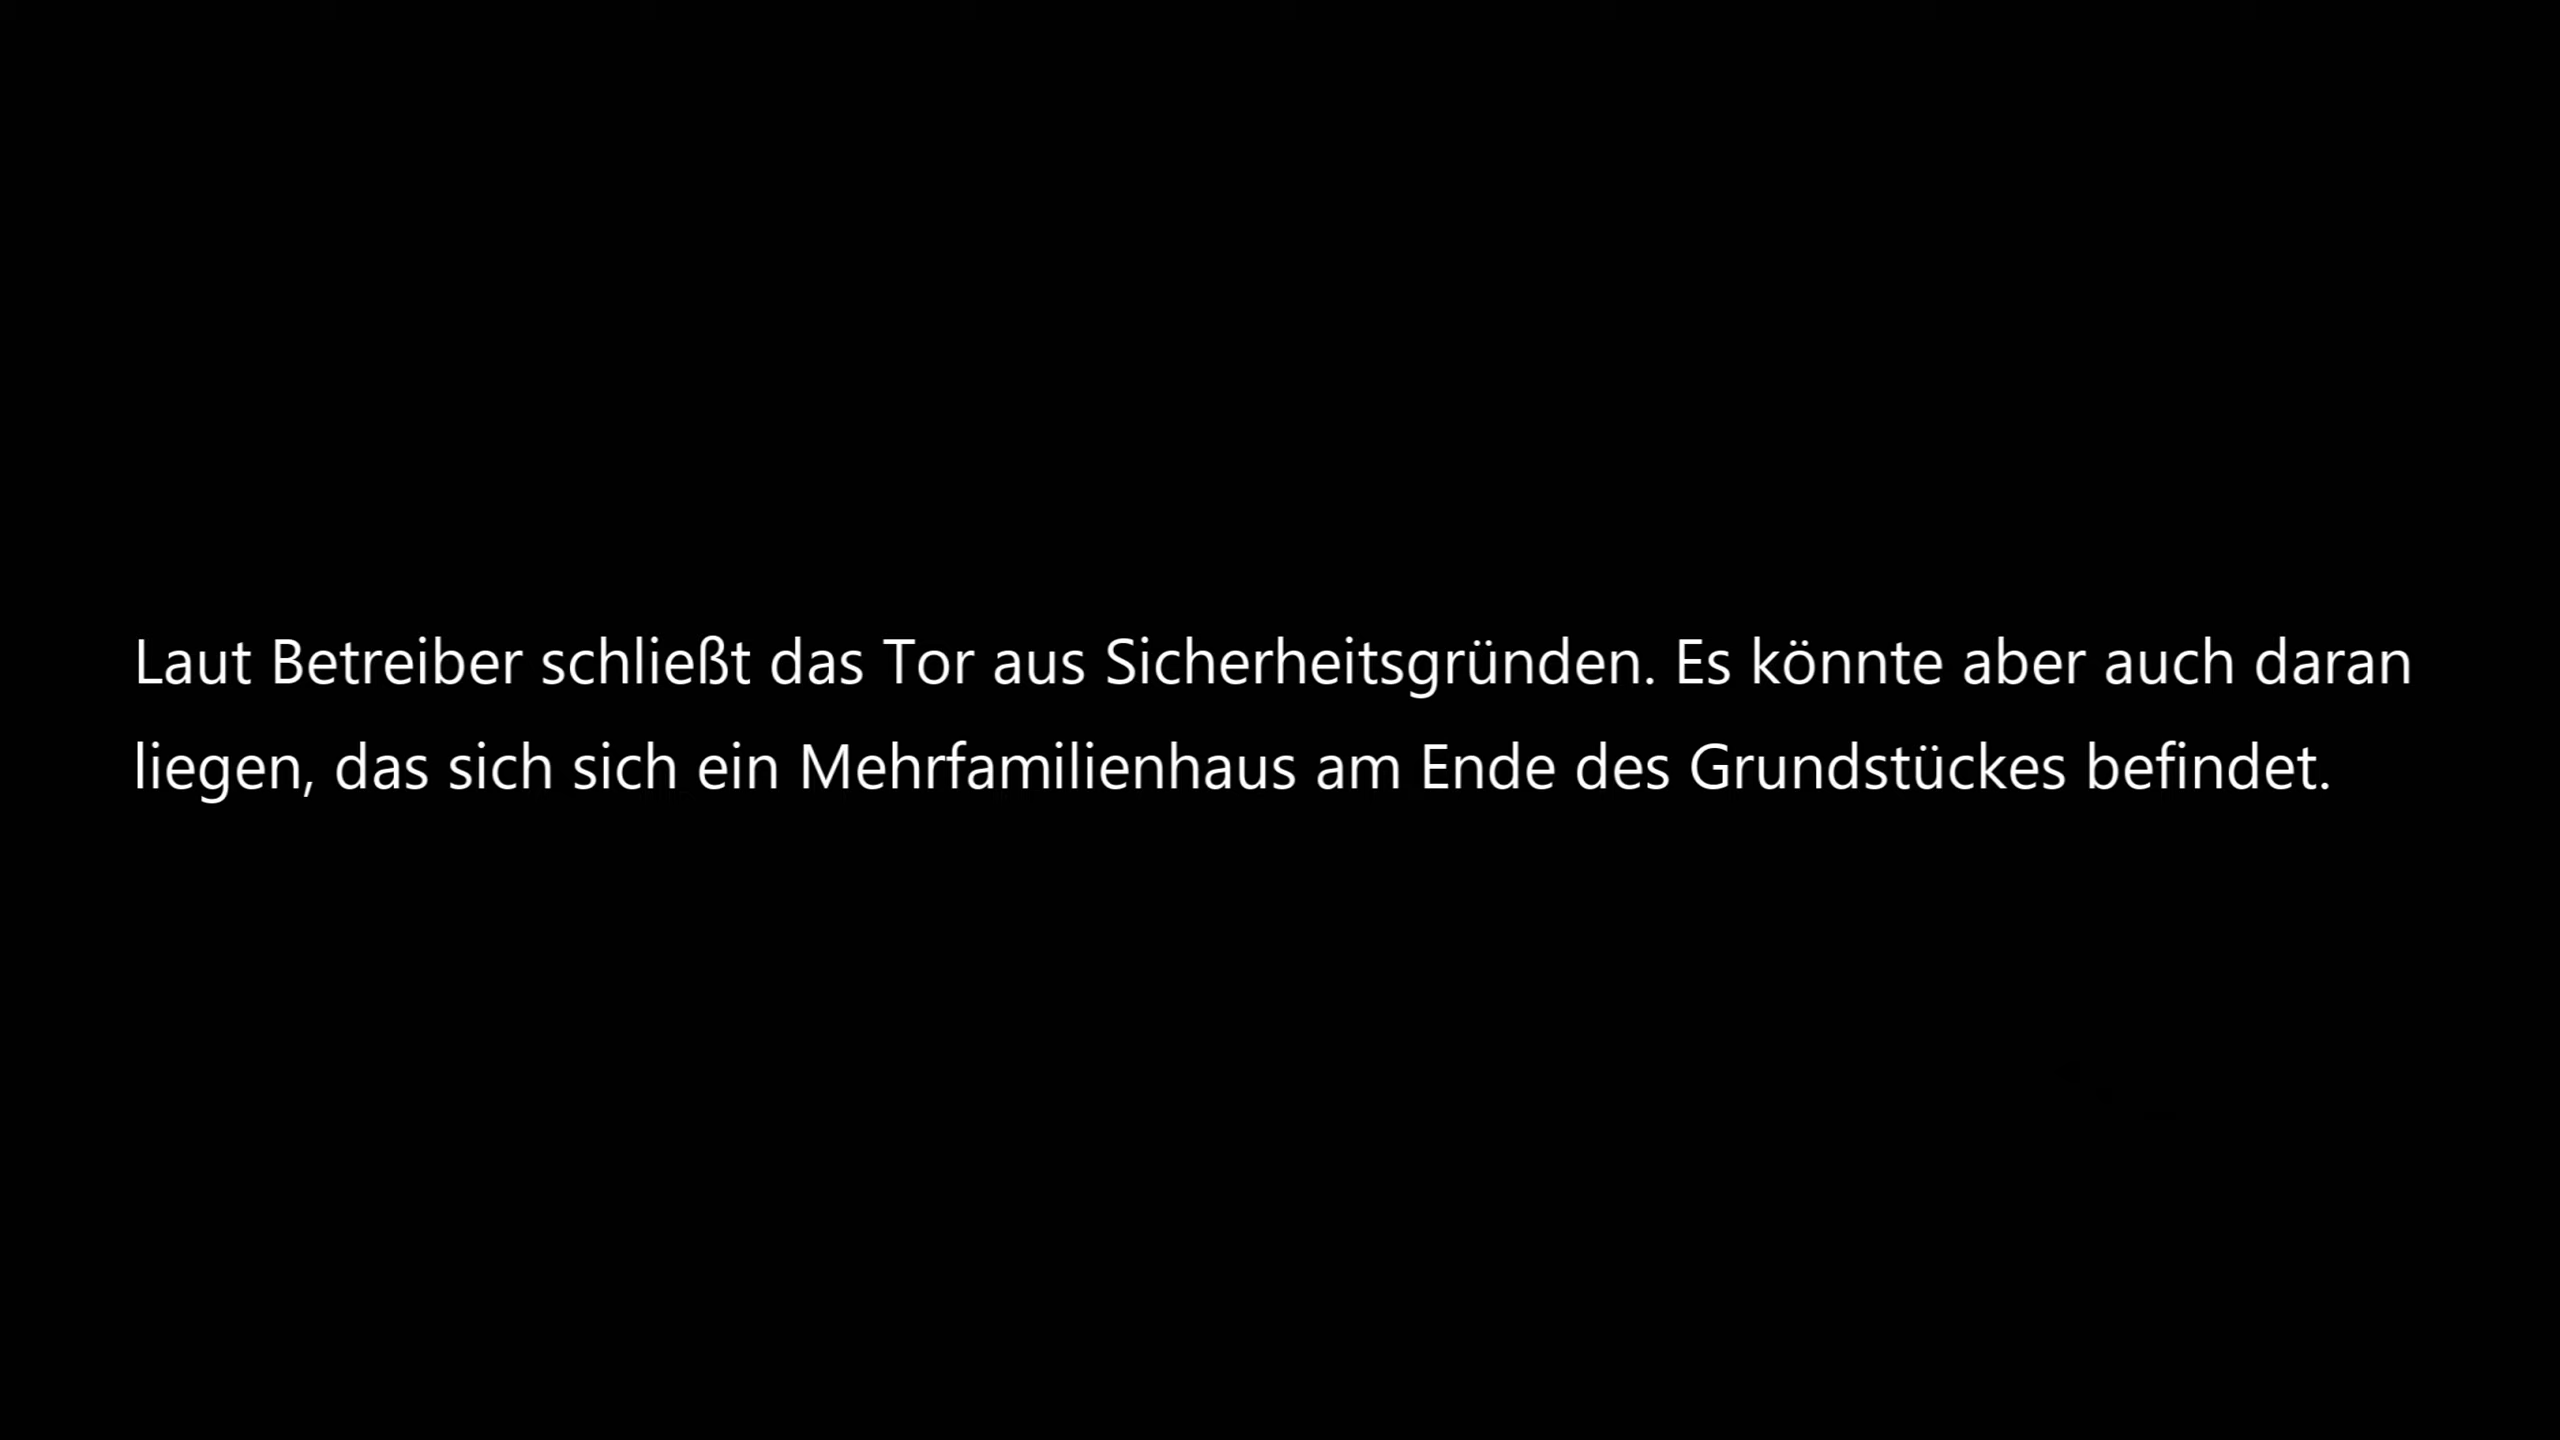 Laut Betreiber schließt das Tor aus Sicherheitsgründen. Es könnte aber auch daran
liegen, das sich sich ein Mehrfamilienhaus am Ende des Grundstückes befindet.